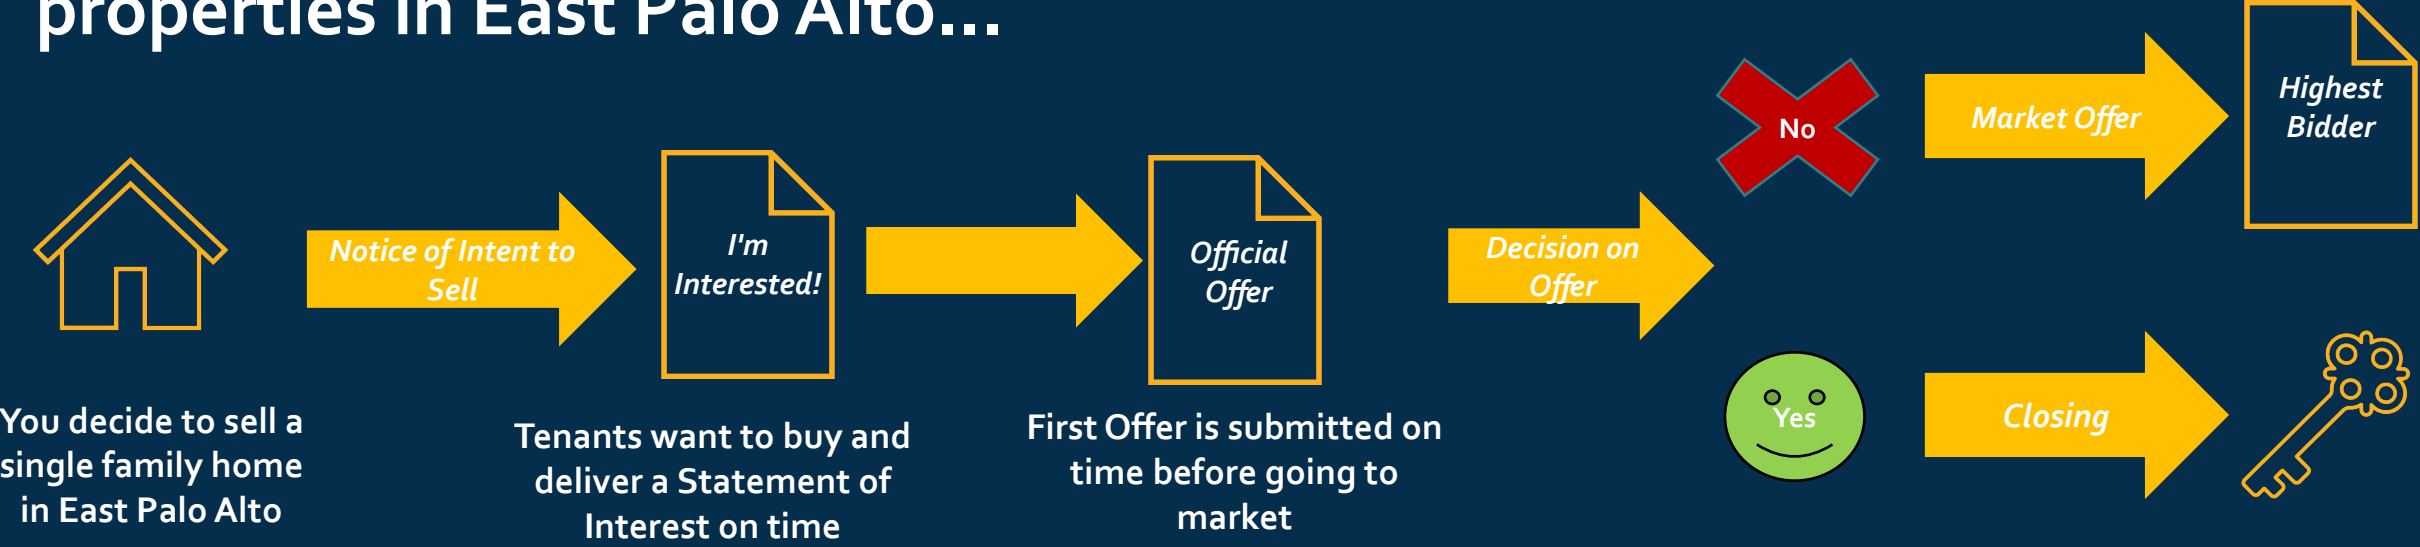 properties in East Palo Alto...
You decide to sell a
single family home
in East Palo Alto
Notice of Intent to
Sell
I'm
Interested!
Tenants want to buy and
deliver a Statement of
Interest on time
Official
Offer
First Offer is submitted on
time before going to
market
Decision on
Offer
No
Market Offer
Highest
Bidder
Yes
Closing